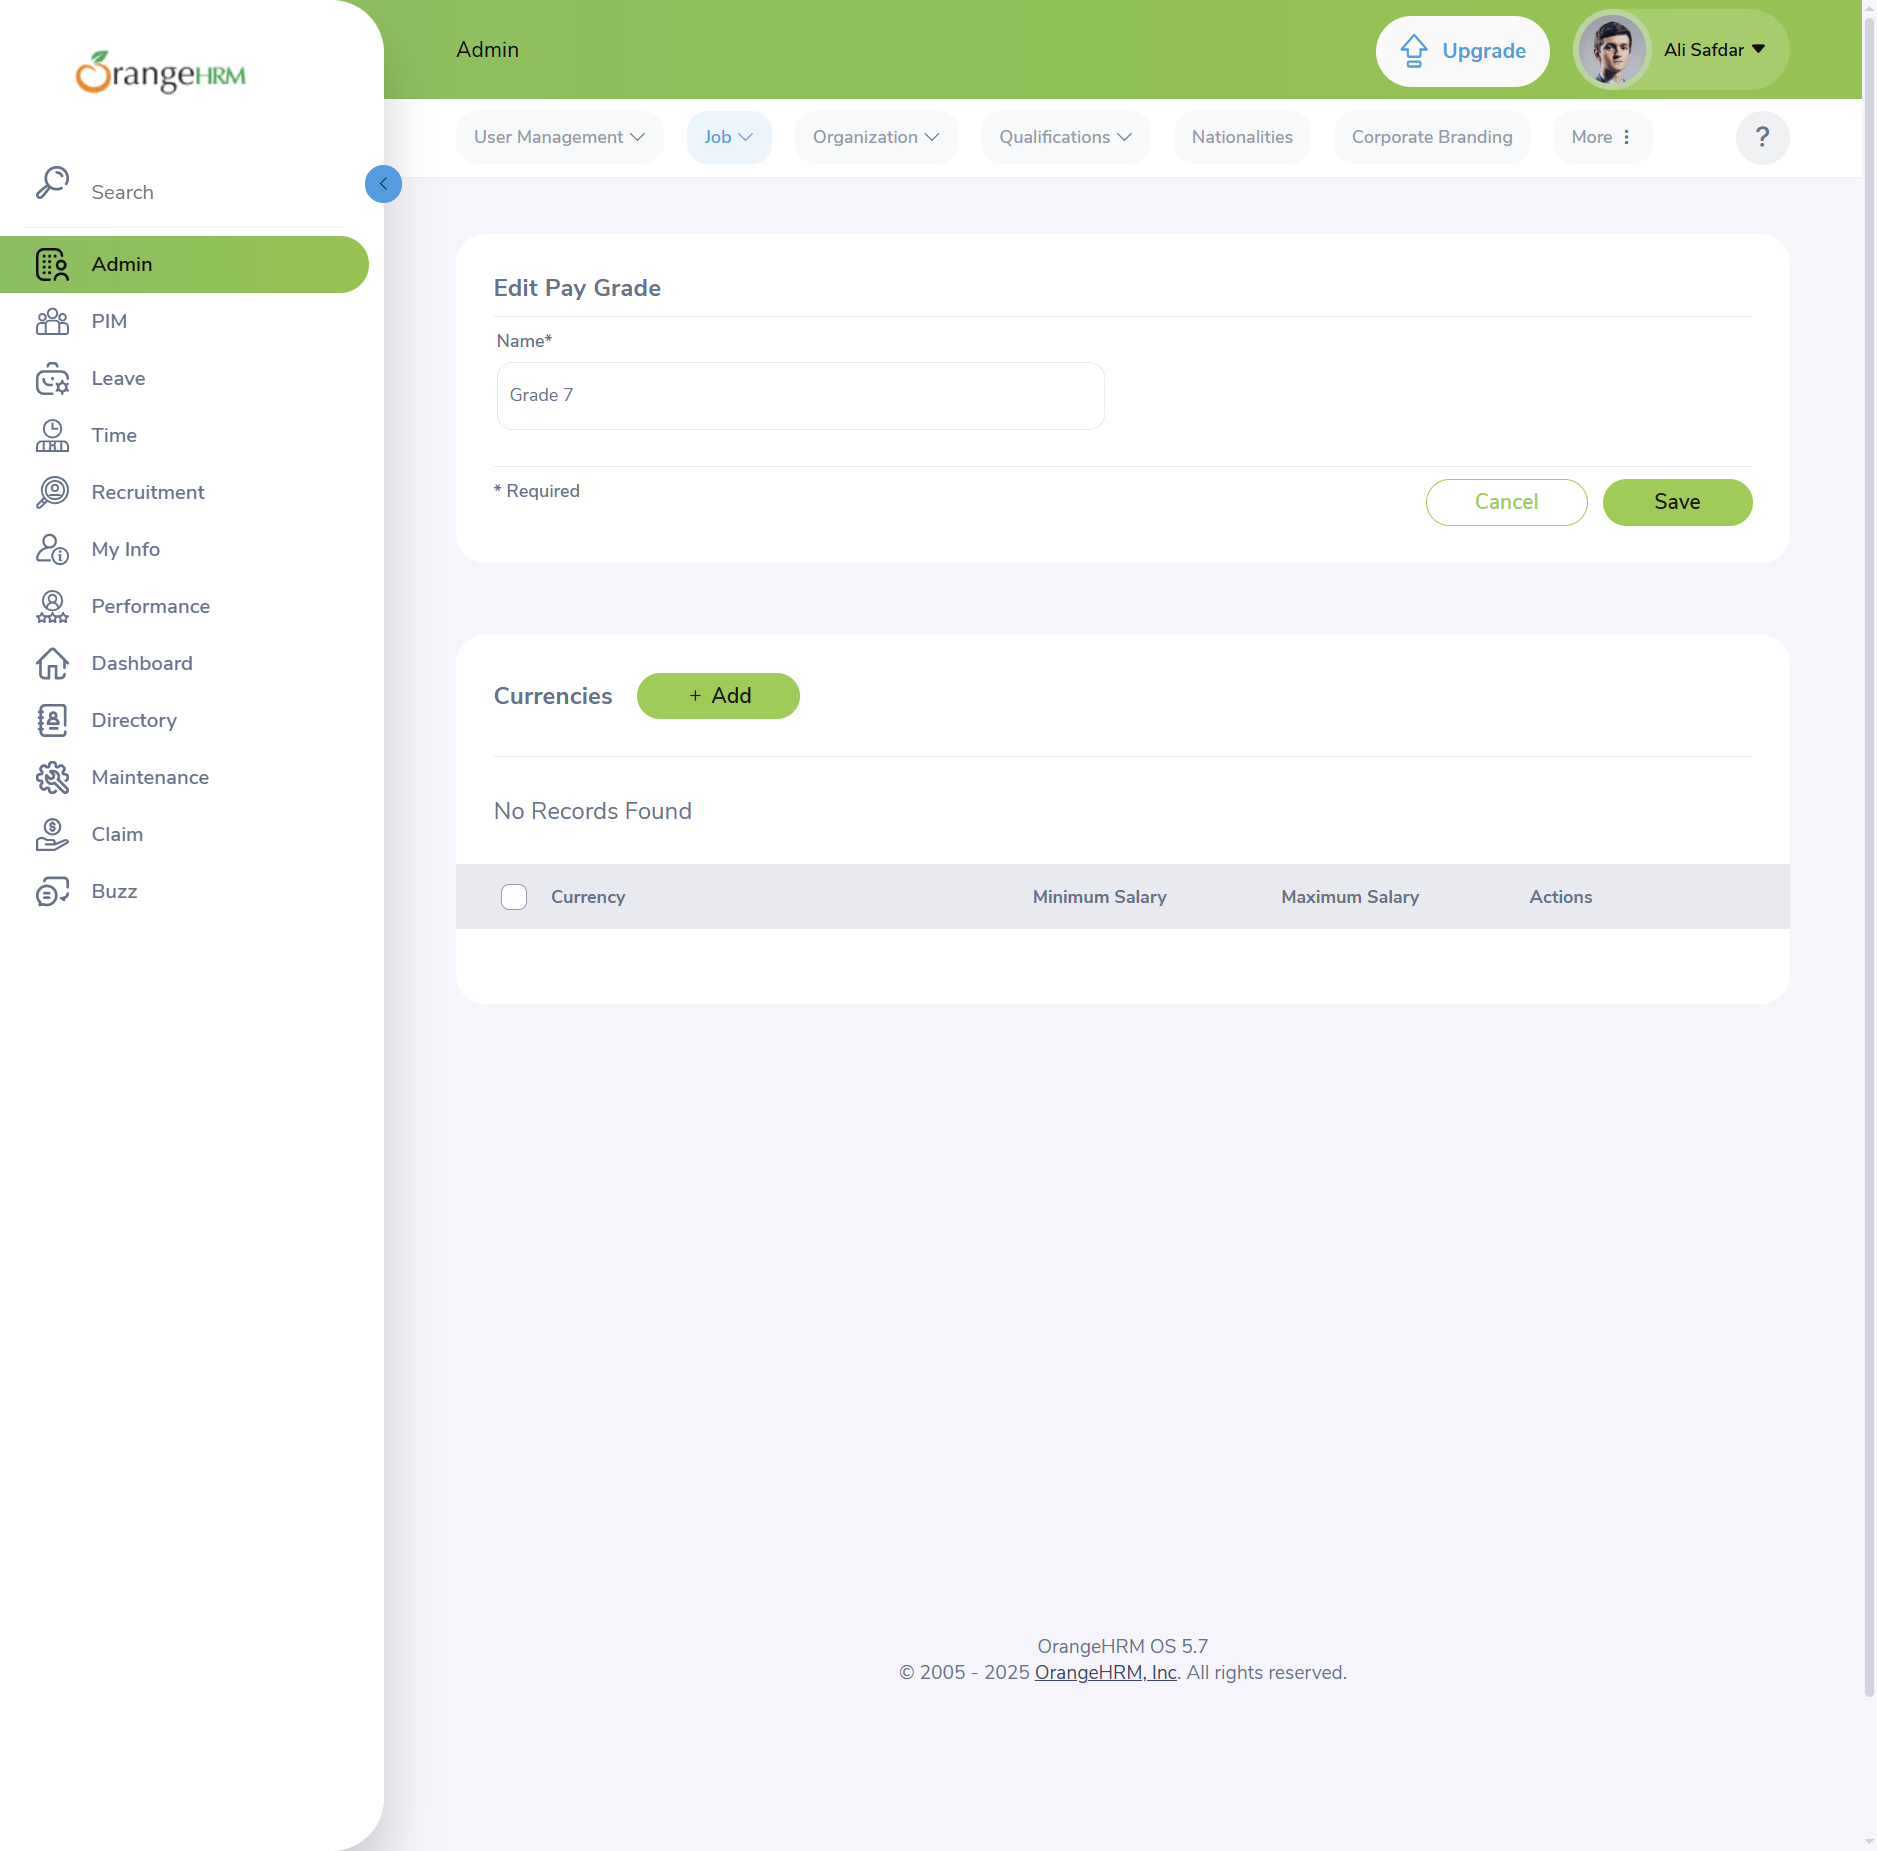 OrangeHRM
Search
Admin
PIM
Leave
Time
Recruitment
My Info
Performance
Dashboard
Directory
Maintenance
Claim
Buzz
Admin
Upgrade
Ali Safdar
User Management
Job
Organization
Qualifications
Nationalities
Corporate Branding
More
?
Edit Pay Grade
Name*
Grade 7
* Required
Cancel
Save
Currencies
+ Add
No Records Found
Currency Minimum Salary Maximum Salary Actions
OrangeHRM OS 5.7
© 2005 - 2025 OrangeHRM, Inc. All rights reserved.